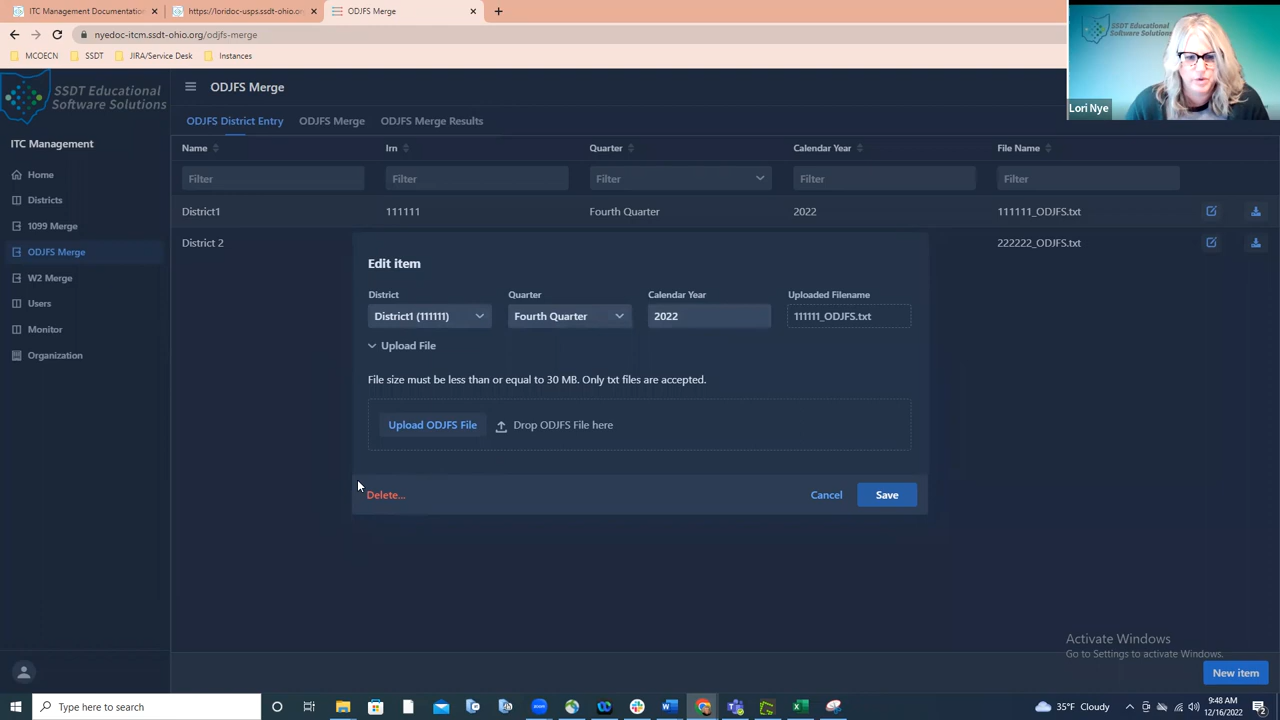 IT Management Documentation
https://loridoc-usps.ssdt-ohio.or
ODJFS Merge
nyedoc-itcm.ssdt-ohio.org/odjfs-merge
MCOECN
SSDT
JIRA/Service Desk
Instances
SSDT Educational
Software Solutions
Lori Nye
SSDT Educational
Software Solutions
ODJFS Merge
ODJFS District Entry
ODJFS Merge
ODJFS Merge Results
ITC Management
Home
Districts
1099 Merge
ODJFS Merge
W2 Merge
Users
Monitor
Organization
Name
Irn
Quarter
Calendar Year
File Name
Filter
Filter
Filter
Filter
Filter
District1
111111
Fourth Quarter
2022
111111_ODJFS.txt
District 2
222222_ODJFS.txt
Edit item
District
Quarter
Calendar Year
Uploaded Filename
District1 (111111)
Fourth Quarter
2022
111111_ODJFS.txt
Upload File
File size must be less than or equal to 30 MB. Only txt files are accepted.
Upload ODJFS File
Drop ODJFS File here
Delete...
Cancel
Save
Activate Windows
Go to Settings to activate Windows.
New item
Type here to search
35°F Cloudy
9:48 AM
12/16/2022
2